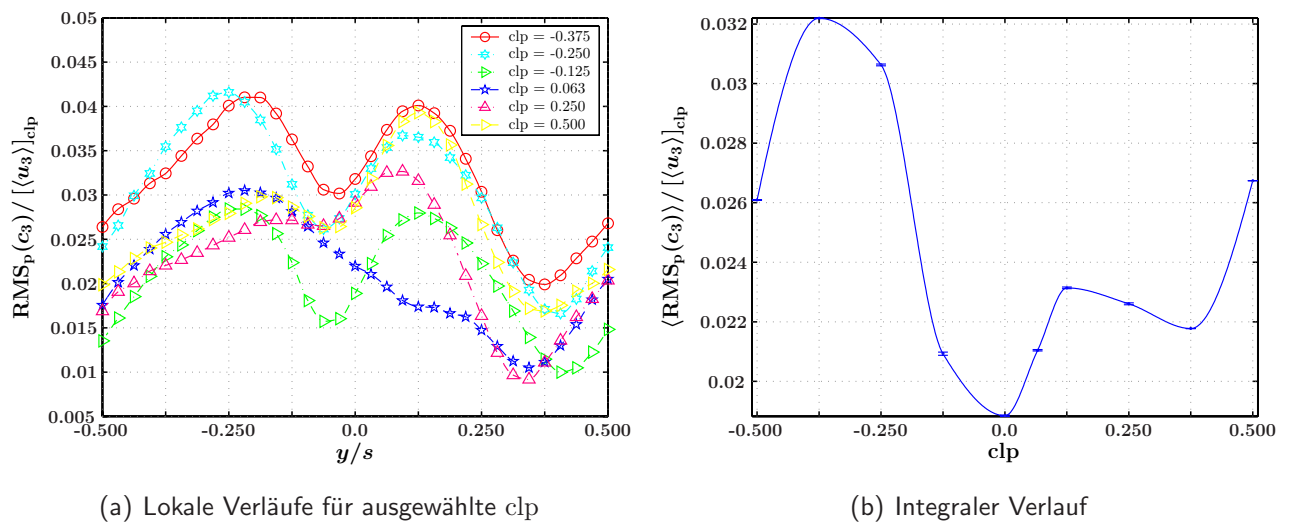 0.05
0.045
0.04
0.035
0.03
0.025
0.02
0.015
0.01
0.005
RMSp(c3) / [⟨u3⟩]clp
-0.500
-0.250
0.0
0.250
0.500
y/s
clp = -0.375
clp = -0.250
clp = -0.125
clp = 0.063
clp = 0.250
clp = 0.500
(a) Lokale Verläufe für ausgewählte clp
0.032
0.03
0.028
0.026
0.024
0.022
0.02
⟨RMSp(c3)⟩ / [⟨u3⟩]clp
-0.500
-0.250
0.0
0.250
0.500
clp
(b) Integraler Verlauf